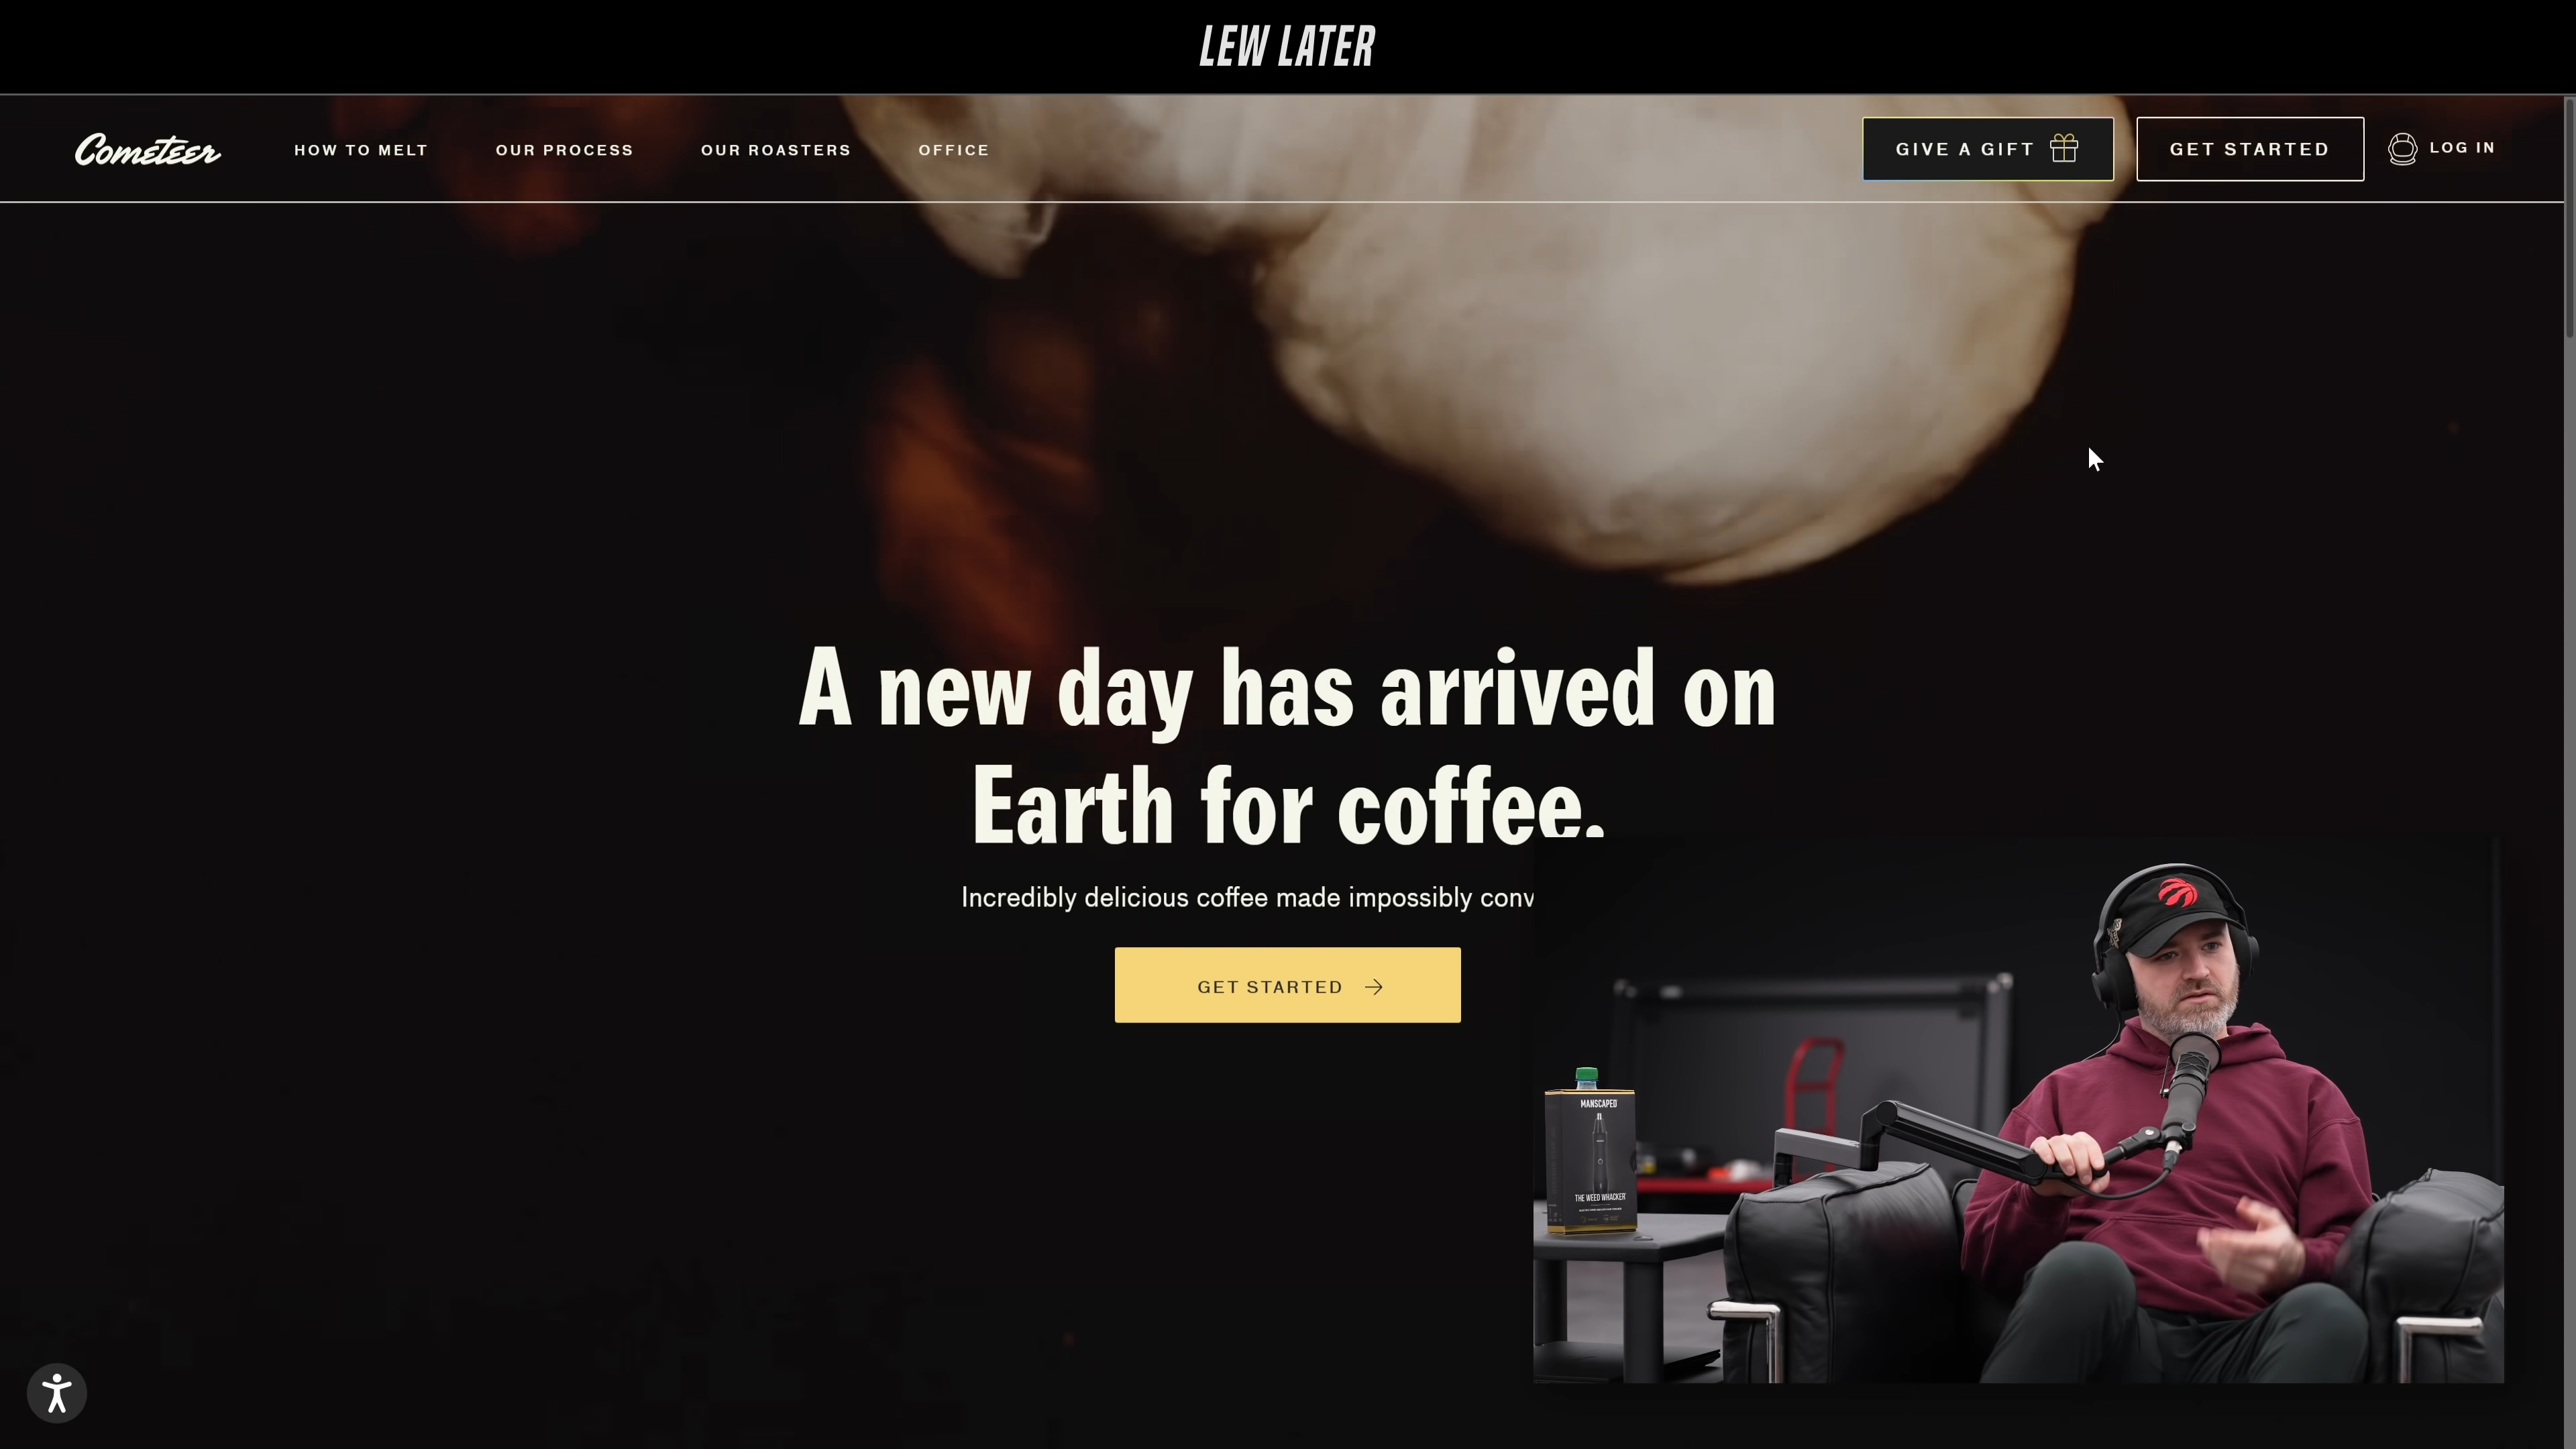 LEW LATER
Cometeer
HOW TO MELT
OUR PROCESS
OUR ROASTERS
OFFICE
GIVE A GIFT
GET STARTED
LOG IN
A new day has arrived on
Earth for coffee.
Incredibly delicious coffee made impossibly conv
GET STARTED
MANSCAPED
THE WEED WHACKER